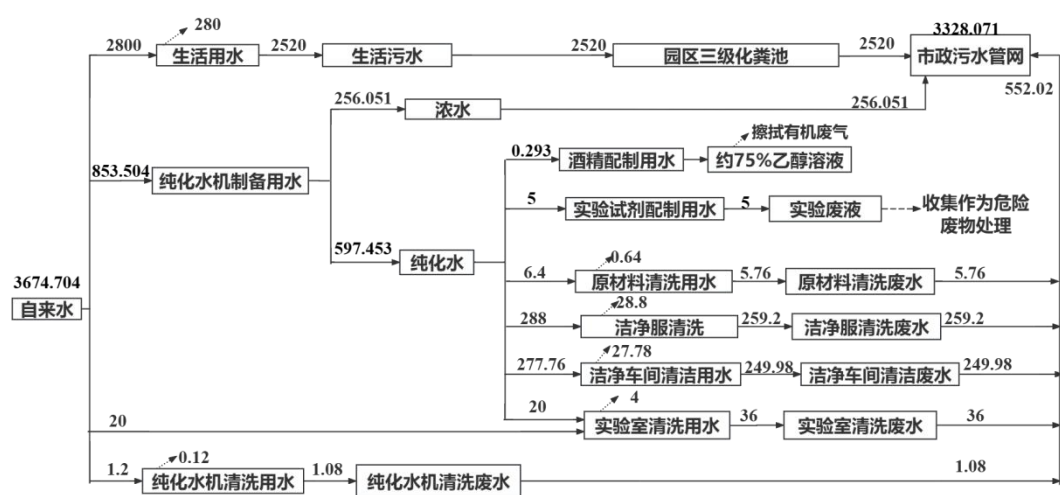 280
3328.071
2800
生活用水
2520
生活污水
2520
园区三级化粪池
2520
市政污水管网
552.02
256.051
浓水
256.051
擦拭有机废气
0.293
酒精配制用水
约75%乙醇溶液
853.504
纯化水机制备用水
5
实验试剂配制用水
5
实验废液
收集作为危险
废物处理
597.453
纯化水
0.64
6.4
原材料清洗用水
5.76
原材料清洗废水
5.76
3674.704
自来水
28.8
288
洁净服清洗
259.2
洁净服清洗废水
259.2
27.78
277.76
洁净车间清洁用水
249.98
洁净车间清洁废水
249.98
4
20
20
实验室清洗用水
36
实验室清洗废水
36
0.12
1.2
纯化水机清洗用水
1.08
纯化水机清洗废水
1.08